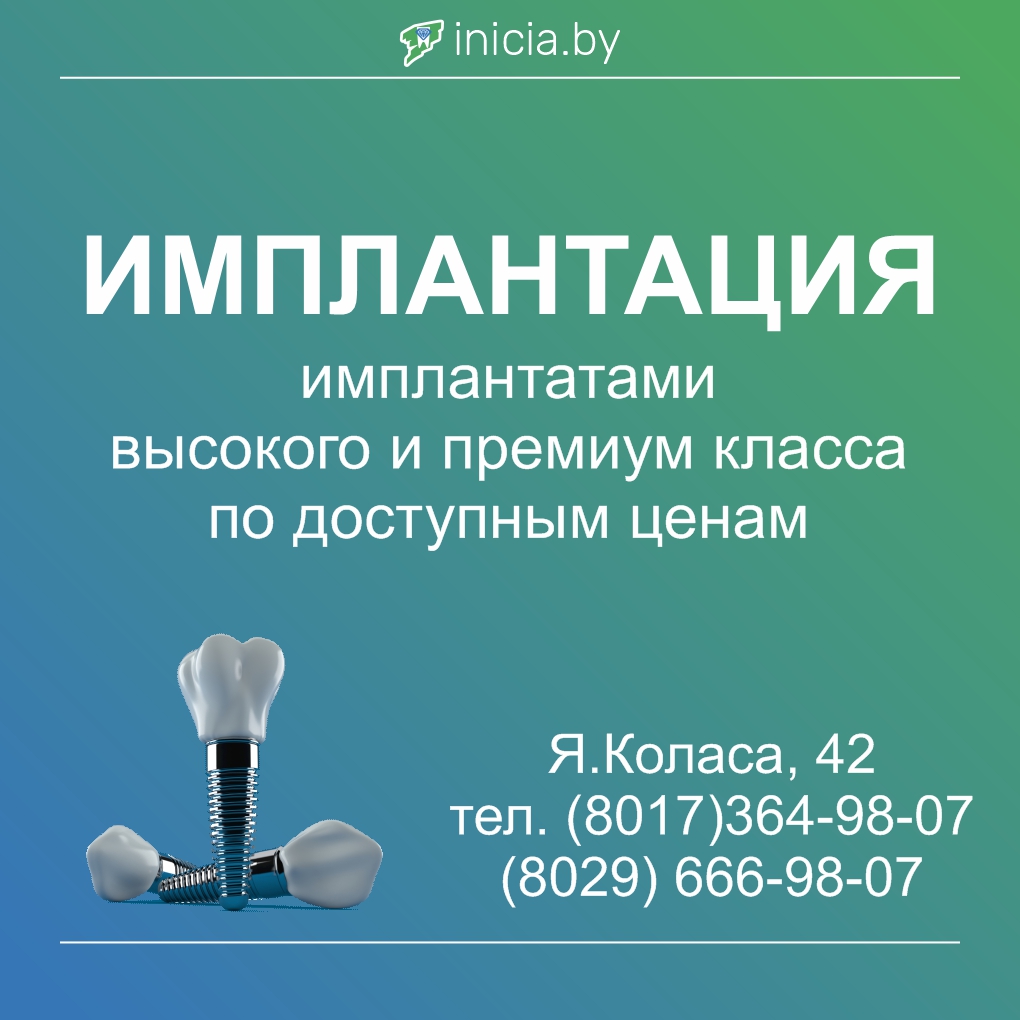 inicia.by
ИМПЛАНТАЦИЯ
имплантатами
высокого и премиум класса
по доступным ценам
Я.Коласа, 42
тел. (8017)364-98-07
(8029) 666-98-07